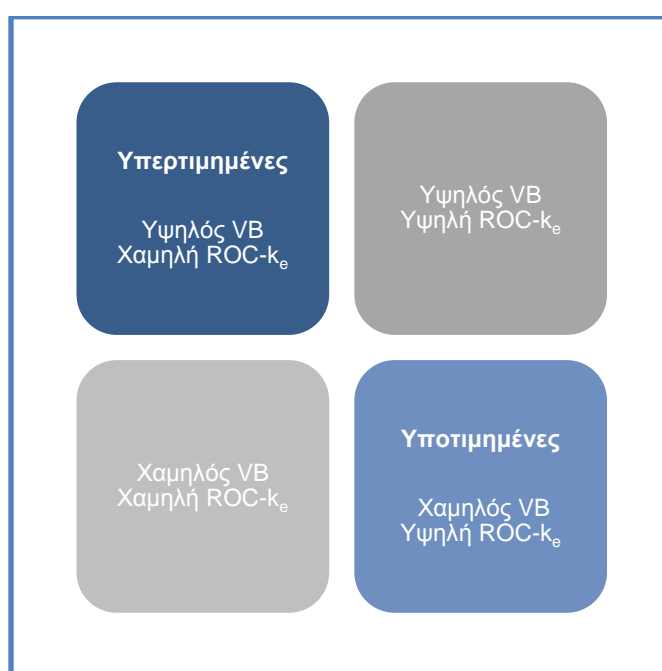 Υπερτιμημένες
Υψηλός VB
Χαμηλή ROC-kₑ
Υψηλός VB
Υψηλή ROC-kₑ
Χαμηλός VB
Χαμηλή ROC-kₑ
Υποτιμημένες
Χαμηλός VB
Υψηλή ROC-kₑ